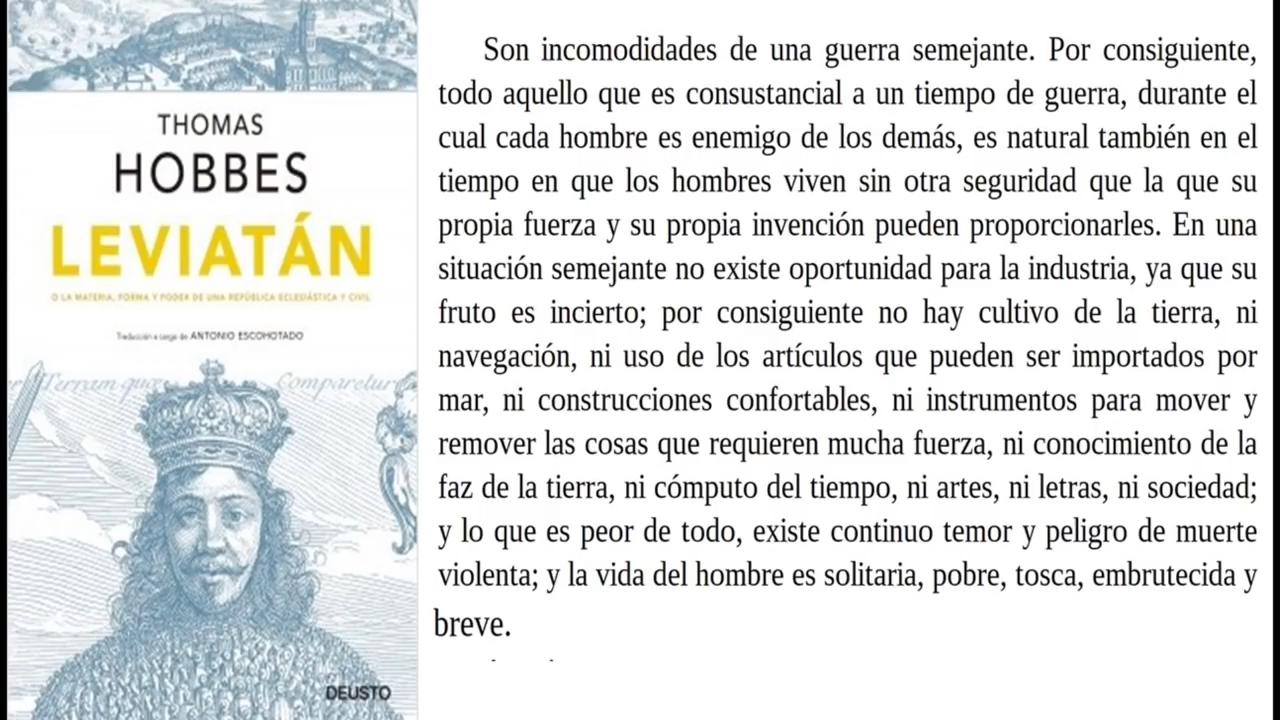 THOMAS
HOBBES
LEVIATÁN
O LA MATERIA, FORMA Y PODER DE UNA REPÚBLICA ECLESIÁSTICA Y CIVIL
Traducción a cargo de ANTONIO ESCOHOTADO
Terram quae
Comparetur
DEUSTO
Son incomodidades de una guerra semejante. Por consiguiente,
todo aquello que es consustancial a un tiempo de guerra, durante el
cual cada hombre es enemigo de los demás, es natural también en el
tiempo en que los hombres viven sin otra seguridad que la que su
propia fuerza y su propia invención pueden proporcionarles. En una
situación semejante no existe oportunidad para la industria, ya que su
fruto es incierto; por consiguiente no hay cultivo de la tierra, ni
navegación, ni uso de los artículos que pueden ser importados por
mar, ni construcciones confortables, ni instrumentos para mover y
remover las cosas que requieren mucha fuerza, ni conocimiento de la
faz de la tierra, ni cómputo del tiempo, ni artes, ni letras, ni sociedad;
y lo que es peor de todo, existe continuo temor y peligro de muerte
violenta; y la vida del hombre es solitaria, pobre, tosca, embrutecida y
breve.